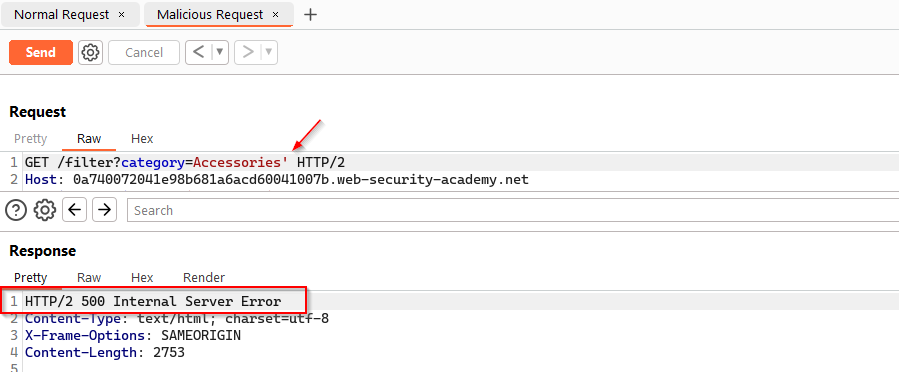 Normal Request × Malicious Request × +
Send Cancel < ▼ > ▼
Request
Pretty Raw Hex
1 GET /filter?category=Accessories' HTTP/2
2 Host: 0a740072041e98b681a6acd60041007b.web-security-academy.net
? Search
Response
Pretty Raw Hex Render
1 HTTP/2 500 Internal Server Error
2 Content-Type: text/html; charset=utf-8
3 X-Frame-Options: SAMEORIGIN
4 Content-Length: 2753
5